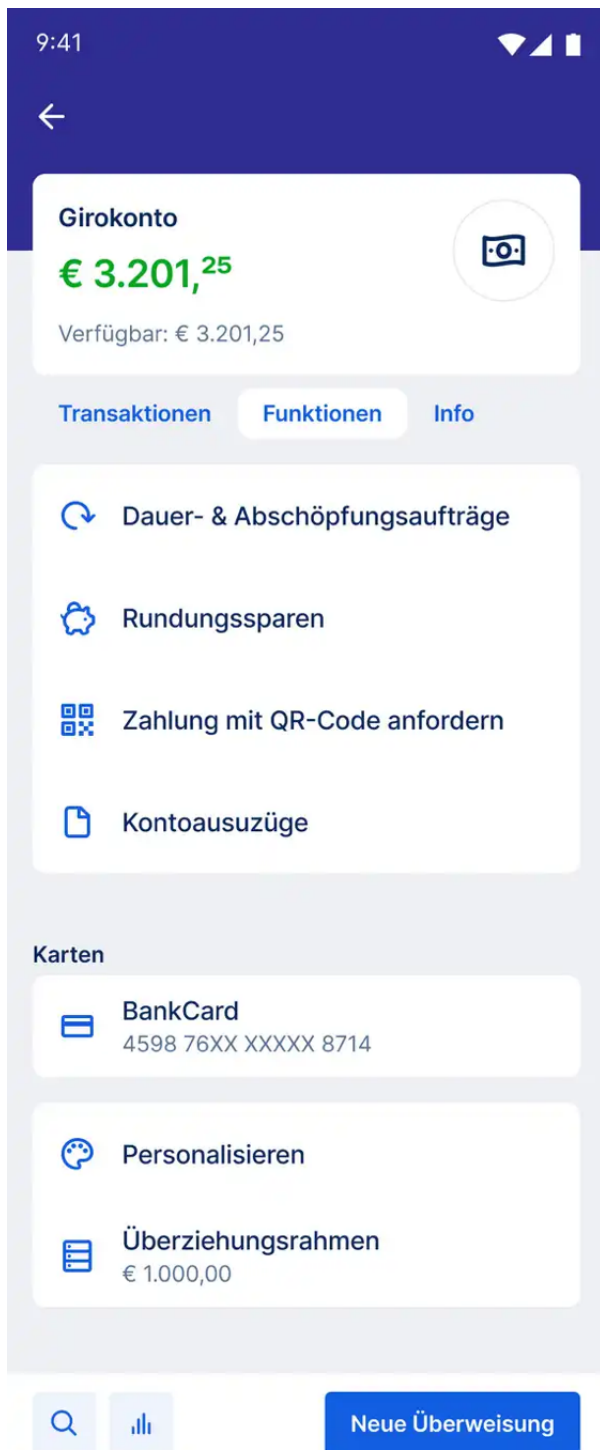 9:41
Girokonto
€ 3.201,²⁵
Verfügbar: € 3.201,25
Transaktionen Funktionen Info
Dauer- & Abschöpfungsaufträge
Rundungssparen
Zahlung mit QR-Code anfordern
Kontoausuzüge
Karten
BankCard
4598 76XX XXXXX 8714
Personalisieren
Überziehungsrahmen
€ 1.000,00
Neue Überweisung